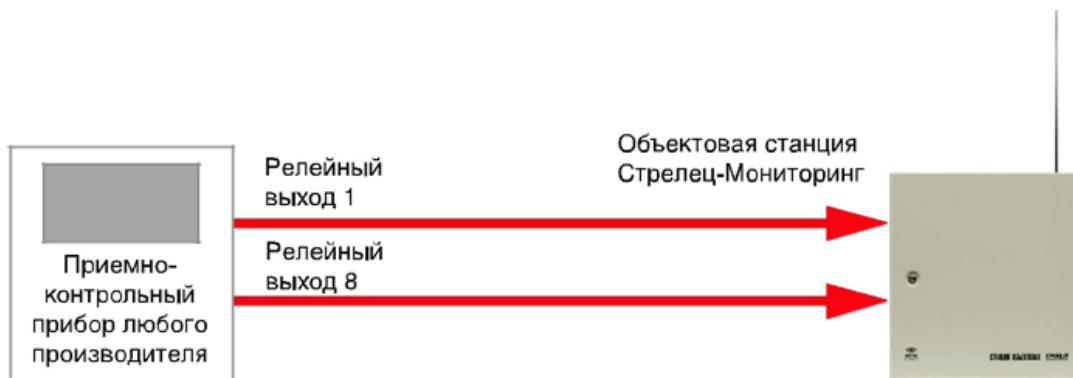 Объектовая станция
Стрелец-Мониторинг
Релейный
выход 1
Релейный
выход 8
Приемно-
контрольный
прибор любого
производителя